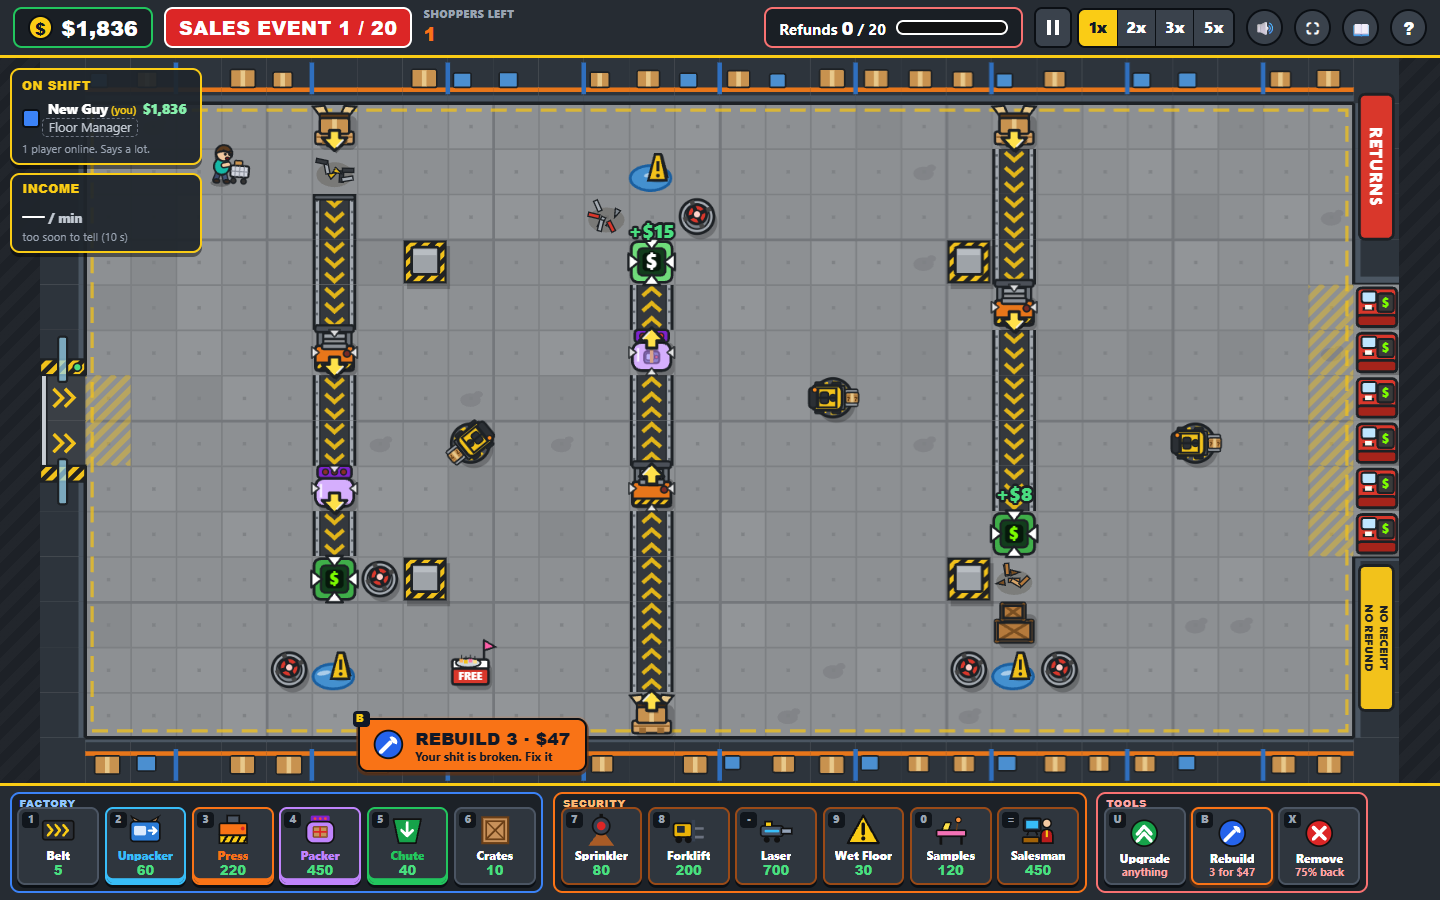 $1,836
SALES EVENT 1 / 20
SHOPPERS LEFT
1
Refunds 0 / 20
1x
2x
3x
5x
?
ON SHIFT
New Guy (you) $1,836
Floor Manager
1 player online. Says a lot.
INCOME
— / min
too soon to tell (10 s)
+$15
+$8
FREE
RETURNS
NO RECEIPT
NO REFUND
B
REBUILD 3 · $47
Your shit is broken. Fix it
FACTORY
1
Belt
5
2
Unpacker
60
3
Press
220
4
Packer
450
5
Chute
40
6
Crates
10
SECURITY
7
Sprinkler
80
8
Forklift
200
-
Laser
700
9
Wet Floor
30
0
Samples
120
=
Salesman
450
TOOLS
U
Upgrade
anything
B
Rebuild
3 for $47
X
Remove
75% back